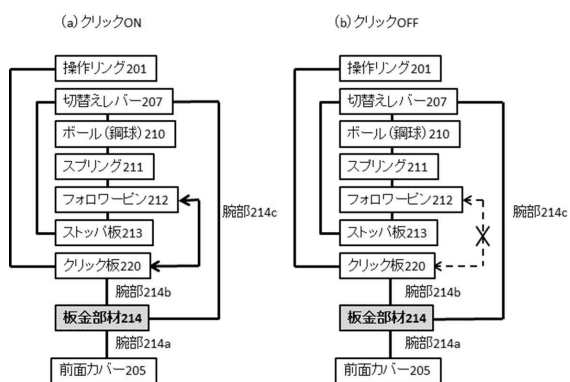 (a)クリックON
操作リング201
切替えレバー207
ボール(鋼球)210
スプリング211
フォロワーピン212
ストッパ板213
クリック板220
腕部214c
腕部214b
板金部材214
腕部214a
前面カバー205
(b)クリックOFF
操作リング201
切替えレバー207
ボール(鋼球)210
スプリング211
フォロワーピン212
ストッパ板213
クリック板220
腕部214c
腕部214b
板金部材214
腕部214a
前面カバー205